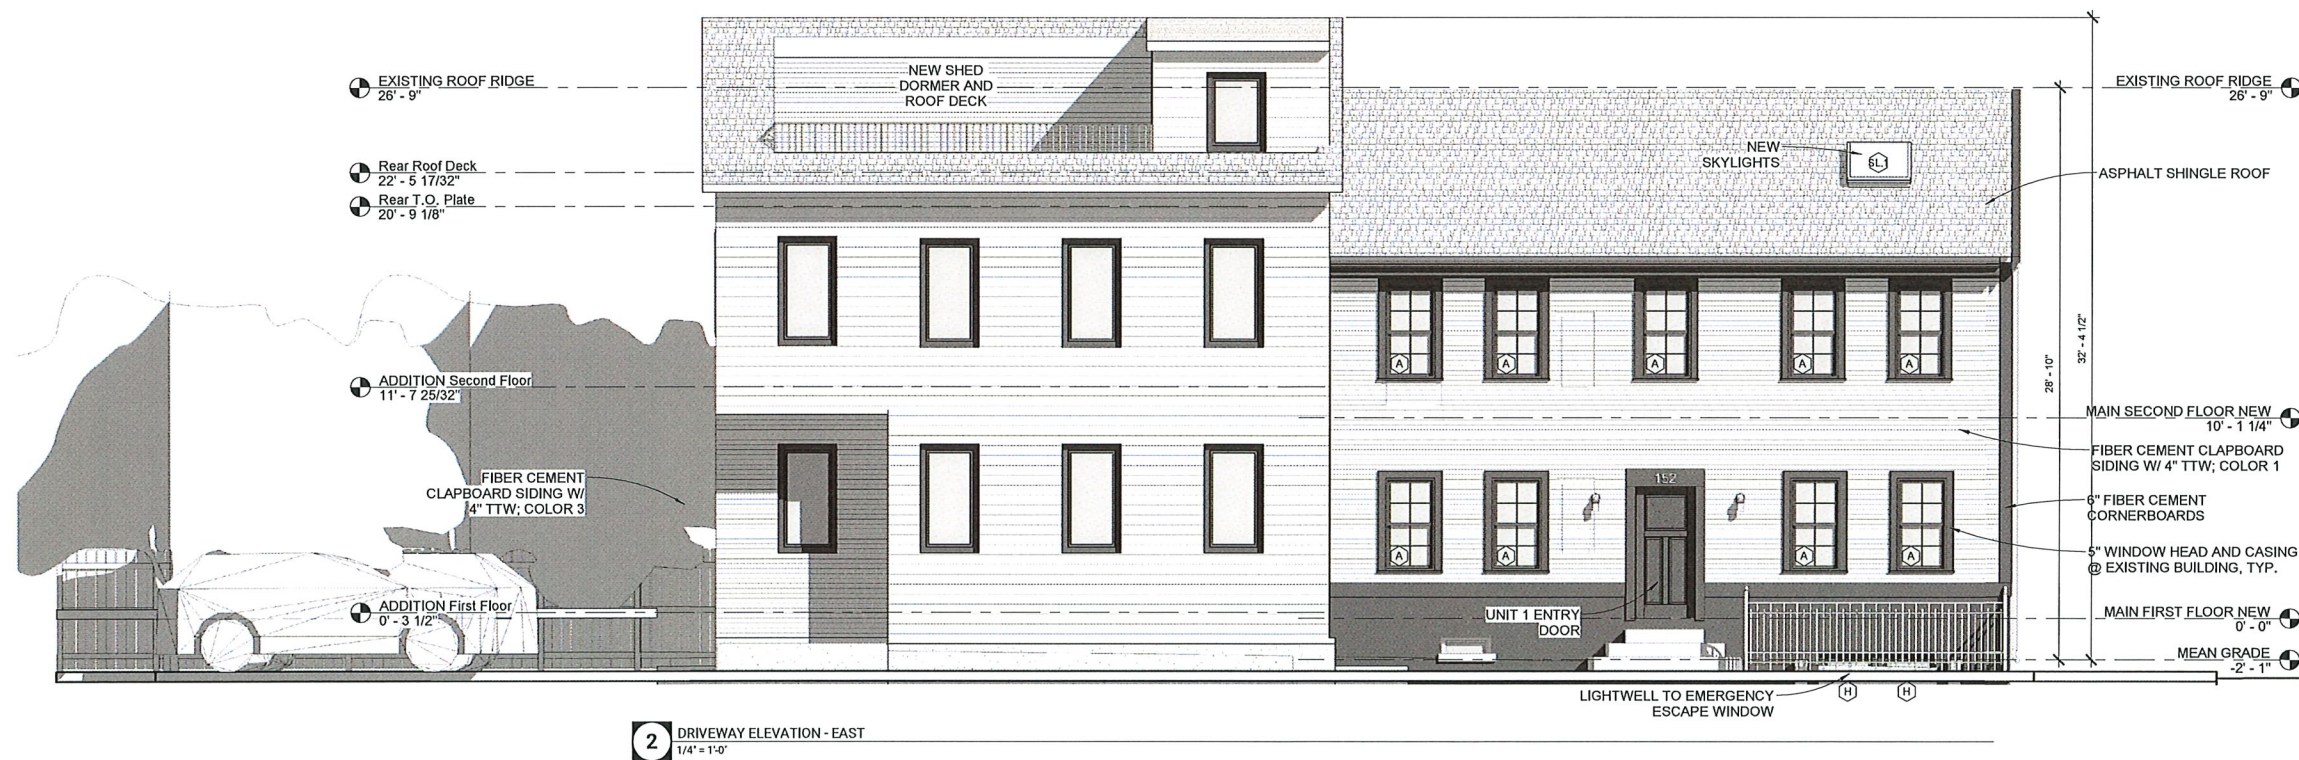 EXISTING ROOF RIDGE
26' - 9"
Rear Roof Deck
22' - 5 17/32"
Rear T.O. Plate
20' - 9 1/8"
ADDITION Second Floor
11' - 7 25/32"
FIBER CEMENT
CLAPBOARD SIDING W/
4" TTW; COLOR 3
ADDITION First Floor
0' - 3 1/2"
NEW SHED
DORMER AND
ROOF DECK
NEW
SKYLIGHTS
SL.1
A
A
A
A
A
152
A
A
A
A
UNIT 1 ENTRY
DOOR
LIGHTWELL TO EMERGENCY
ESCAPE WINDOW
H
H
28' - 10"
32' - 4 1/2"
EXISTING ROOF RIDGE
26' - 9"
ASPHALT SHINGLE ROOF
MAIN SECOND FLOOR NEW
10' - 1 1/4"
FIBER CEMENT CLAPBOARD
SIDING W/ 4" TTW; COLOR 1
6" FIBER CEMENT
CORNERBOARDS
5" WINDOW HEAD AND CASING
@ EXISTING BUILDING, TYP.
MAIN FIRST FLOOR NEW
0' - 0"
MEAN GRADE
-2' - 1"
2
DRIVEWAY ELEVATION - EAST
1/4" = 1'-0"